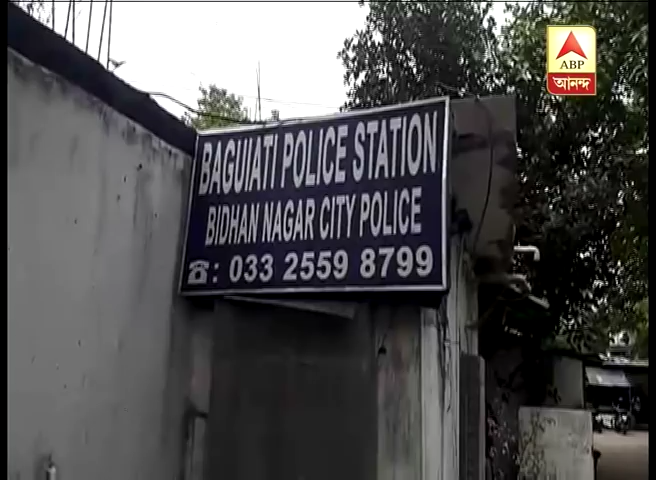 ABP
আনন্দ
BAGUIATI POLICE STATION
BIDHAN NAGAR CITY POLICE
☎: 033 2559 8799